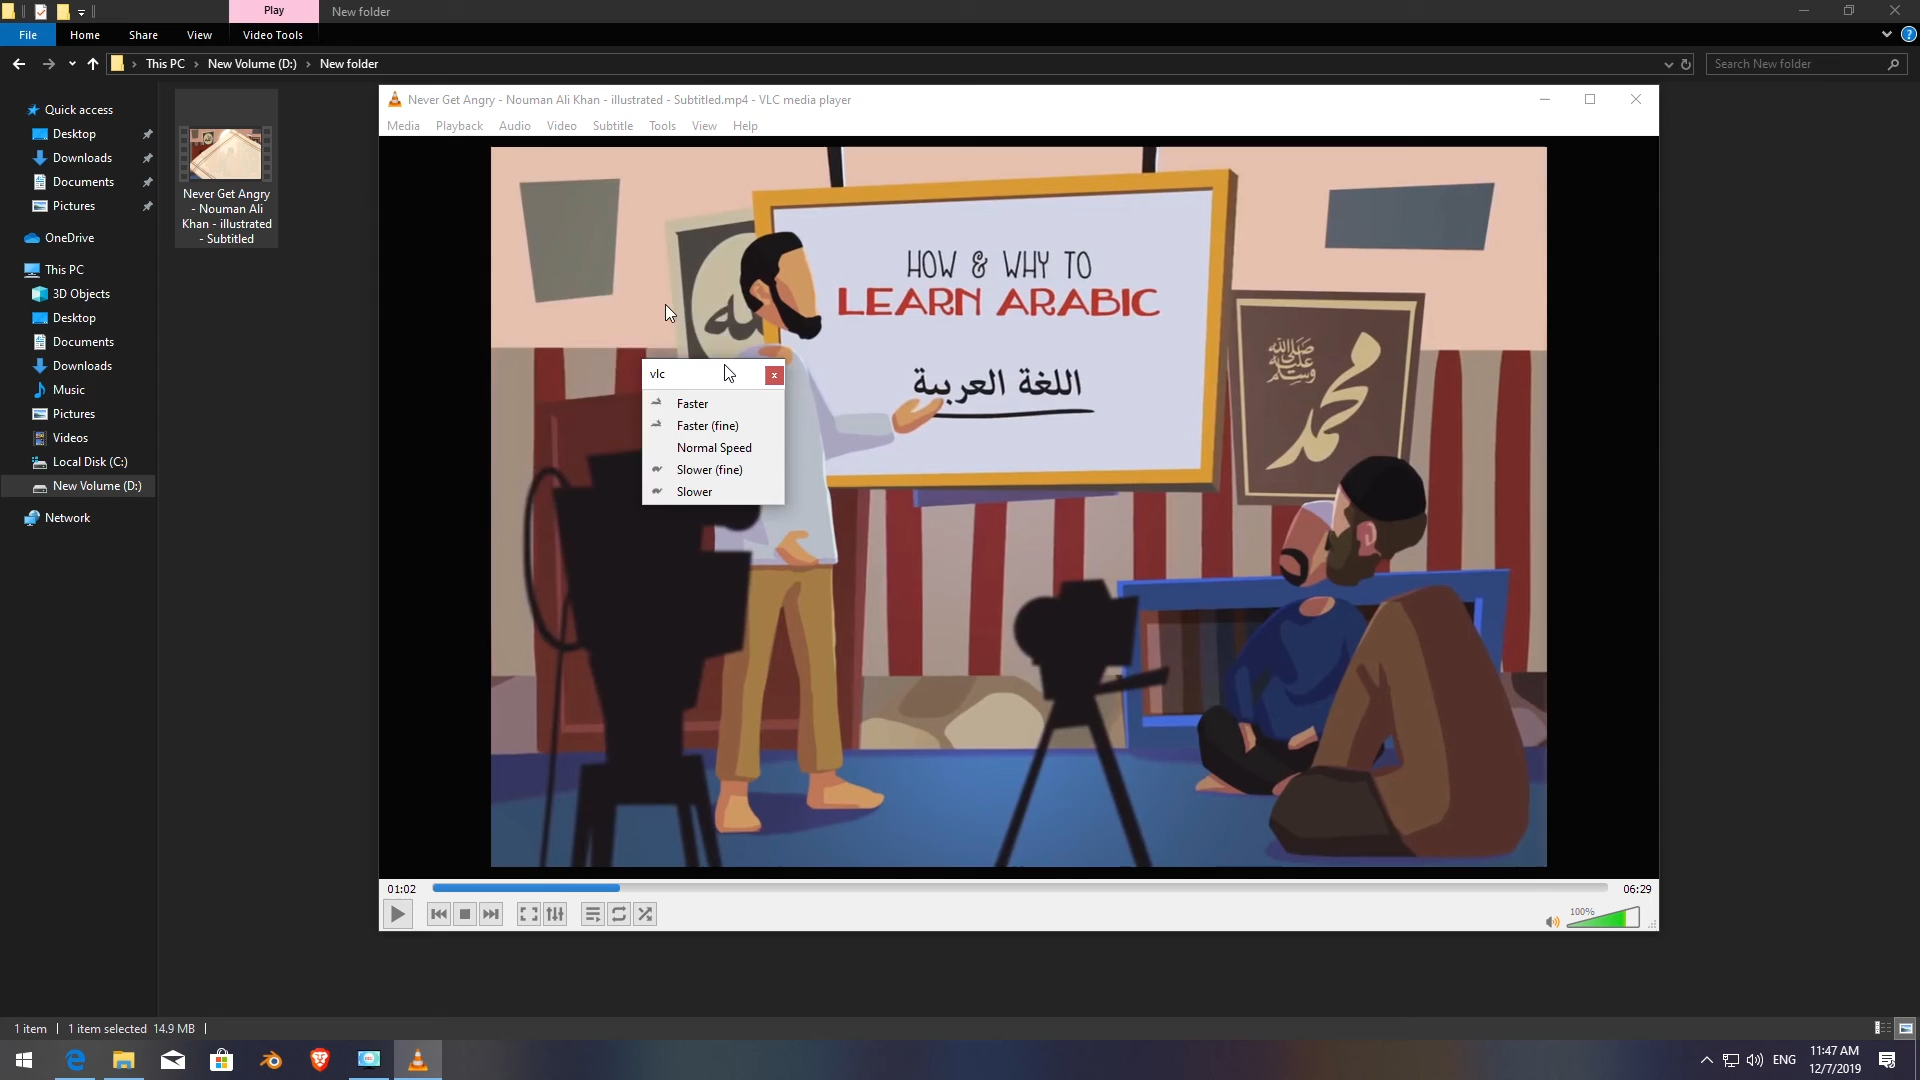 Play
New folder
File
Home
Share
View
Video Tools
This PC
New Volume (D:)
New folder
Search New folder
Quick access
Desktop
Downloads
Documents
Pictures
OneDrive
This PC
3D Objects
Desktop
Documents
Downloads
Music
Pictures
Videos
Local Disk (C:)
New Volume (D:)
Network
Never Get Angry
- Nouman Ali
Khan - illustrated
- Subtitled
Never Get Angry - Nouman Ali Khan - illustrated - Subtitled.mp4 - VLC media player
Media
Playback
Audio
Video
Subtitle
Tools
View
Help
HOW & WHY TO
LEARN ARABIC
اللغة العربية
الله
صلى الله عليه وسلم
محمد
vlc
x
Faster
Faster (fine)
Normal Speed
Slower (fine)
Slower
01:02
06:29
100%
1 item
1 item selected 14.9 MB
ENG
11:47 AM
12/7/2019